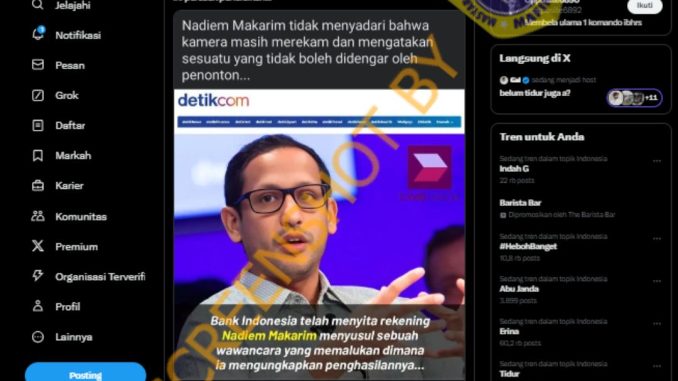 Jelajahi
Notifikasi
Pesan
Grok
Daftar
Markah
Karier
Komunitas
Premium
Organisasi Terverifi
Profil
Lainnya
Posting
Nadiem Makarim tidak menyadari bahwa
kamera masih merekam dan mengatakan
sesuatu yang tidak boleh didengar oleh
penonton...
detikcom
Bank Indonesia telah menyita rekening
Nadiem Makarim menyusul sebuah
wawancara yang memalukan dimana
ia mengungkapkan penghasilannya...
SCREENSHOT BY
Ikuti
Membela ulama 1 komando ibhrs
Langsung di X
sedang menjadi host
belum tidur juga a?
+11
Tren untuk Anda
Sedang tren dalam topik Indonesia
Indah G
22 rb posts
Barista Bar
Dipromosikan oleh The Barista Bar
Sedang tren dalam topik Indonesia
#HebohBanget
10,8 rb posts
Sedang tren dalam topik Indonesia
Abu Janda
3.899 posts
Sedang tren dalam topik Indonesia
Erina
60,2 rb posts
Sedang tren dalam topik Indonesia
Tidur